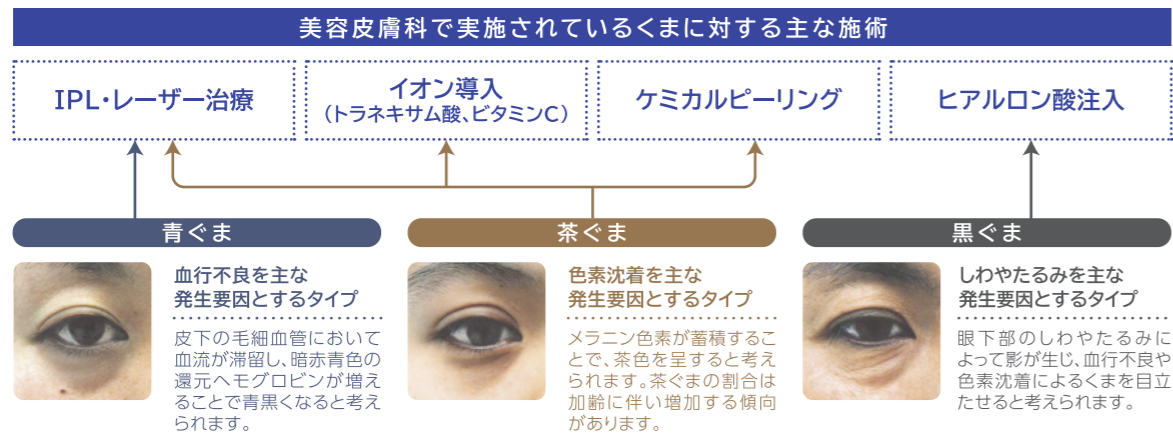 美容皮膚科で実施されているくまに対する主な施術
IPL・レーザー治療
イオン導入
（トラネキサム酸、ビタミンC）
ケミカルピーリング
ヒアルロン酸注入
青ぐま
血行不良を主な
発生要因とするタイプ
皮下の毛細血管において
血流が滞留し、暗赤青色の
還元ヘモグロビンが増え
ることで青黒くなると考え
られます。
茶ぐま
色素沈着を主な
発生要因とするタイプ
メラニン色素が蓄積するこ
とで、茶色を呈すると考え
られます。茶ぐまの割合は
加齢に伴い増加する傾向
があります。
黒ぐま
しわやたるみを主な
発生要因とするタイプ
眼下部のしわやたるみに
よって影が生じ、血行不良や
色素沈着によるくまを目立
たせると考えられます。